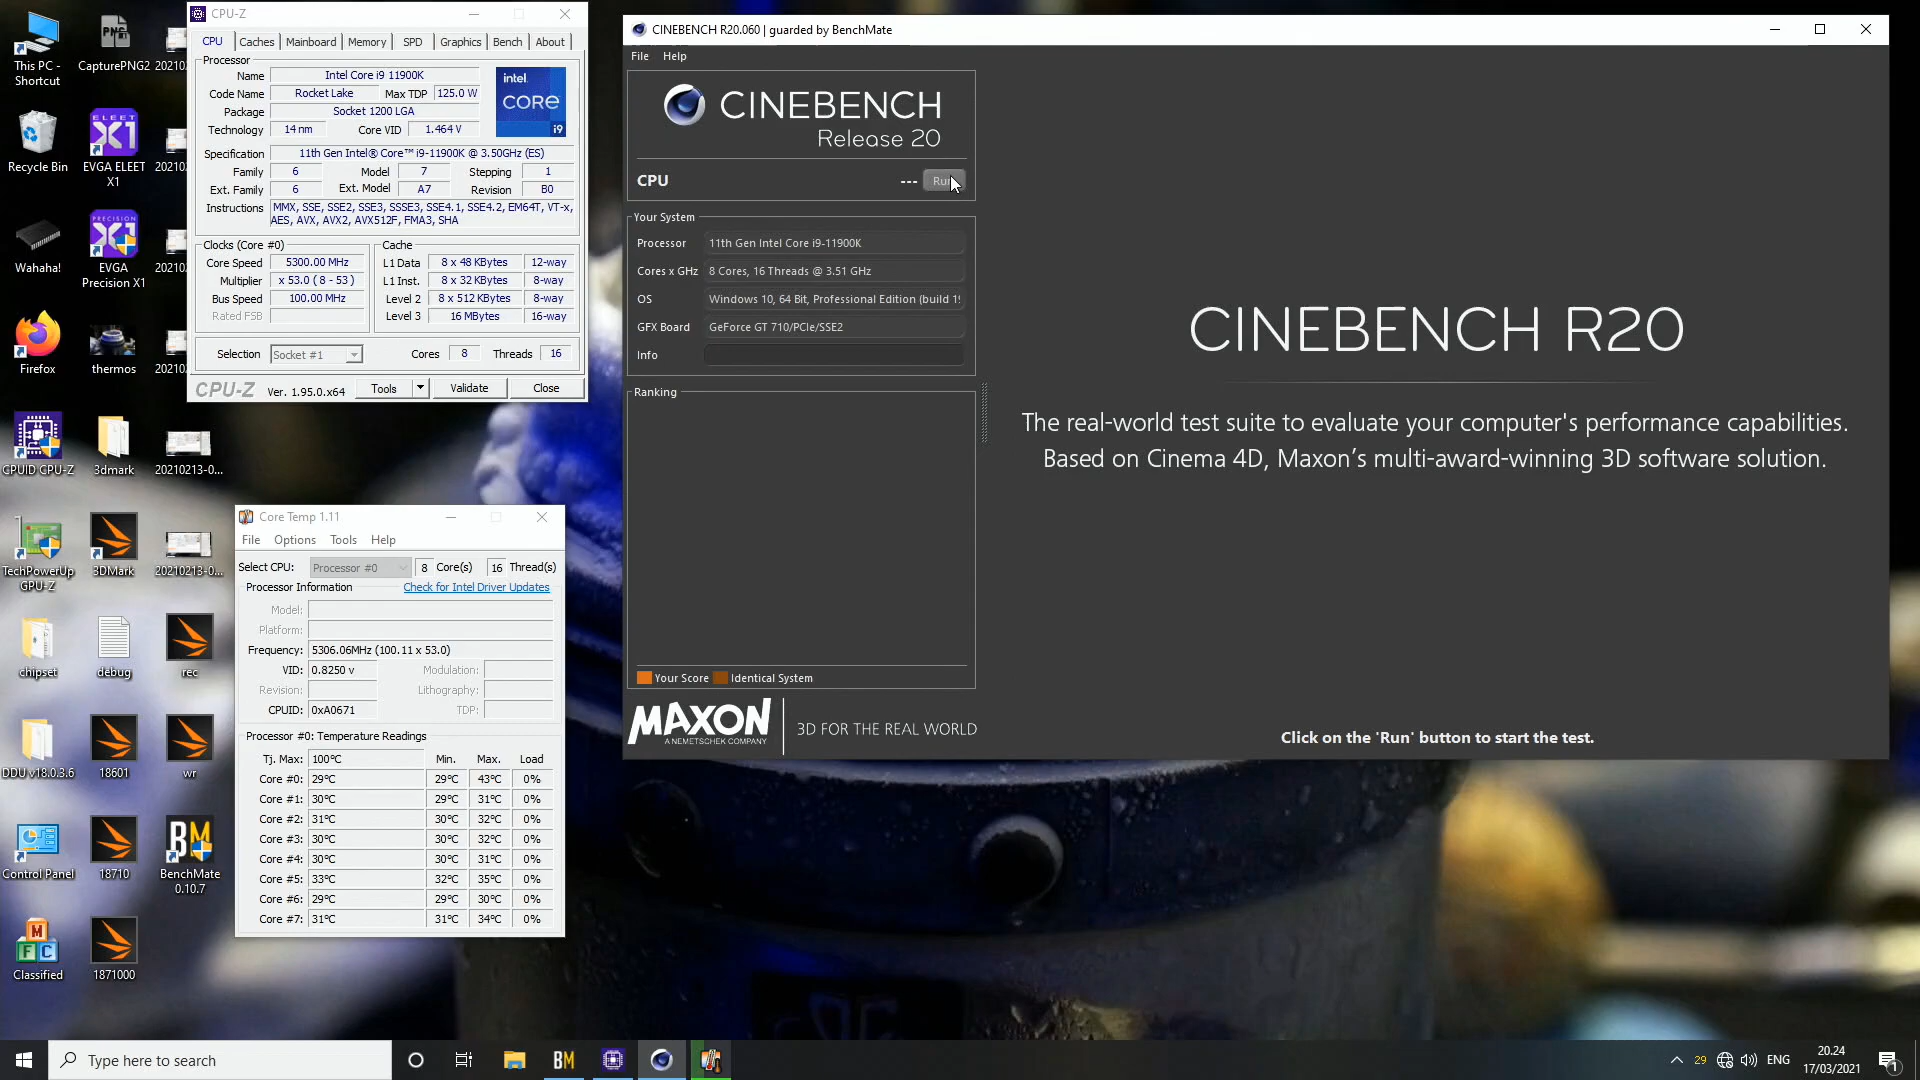 This PC -
Shortcut
CapturePNG2
Recycle Bin
EVGA ELEET
X1
Wahaha!
EVGA
Precision X1
Firefox
thermos
CPUID CPU-Z
3dmark
20210213-0...
TechPowerUp
GPU-Z
3DMark
20210213-0...
chipset
debug
rec
DDU v18.0.3.6
18601
wr
Control Panel
18710
BenchMate
0.10.7
Classified
1871000
CPU-Z
CPU Caches Mainboard Memory SPD Graphics Bench About
Processor
Name Intel Core i9 11900K
Code Name Rocket Lake Max TDP 125.0 W
Package Socket 1200 LGA
Technology 14 nm Core VID 1.464 V
intel
CORE
i9
Specification 11th Gen Intel® Core™ i9-11900K @ 3.50GHz (ES)
Family 6 Model 7 Stepping 1
Ext. Family 6 Ext. Model A7 Revision B0
Instructions MMX, SSE, SSE2, SSE3, SSSE3, SSE4.1, SSE4.2, EM64T, VT-x,
AES, AVX, AVX2, AVX512F, FMA3, SHA
Clocks (Core #0)
Core Speed 5300.00 MHz
Multiplier x 53.0 ( 8 - 53 )
Bus Speed 100.00 MHz
Rated FSB
Cache
L1 Data 8 x 48 KBytes 12-way
L1 Inst. 8 x 32 KBytes 8-way
Level 2 8 x 512 KBytes 8-way
Level 3 16 MBytes 16-way
Selection Socket #1 Cores 8 Threads 16
CPU-Z Ver. 1.95.0.x64 Tools Validate Close
Core Temp 1.11
File Options Tools Help
Select CPU: Processor #0 8 Core(s) 16 Thread(s)
Processor Information Check for Intel Driver Updates
Model:
Platform:
Frequency: 5306.06MHz (100.11 x 53.0)
VID: 0.8250 v Modulation:
Revision: Lithography:
CPUID: 0xA0671 TDP:
Processor #0: Temperature Readings
Tj. Max: 100°C Min. Max. Load
Core #0: 29°C 29°C 43°C 0%
Core #1: 30°C 29°C 31°C 0%
Core #2: 31°C 30°C 32°C 0%
Core #3: 30°C 30°C 32°C 0%
Core #4: 30°C 30°C 31°C 0%
Core #5: 33°C 32°C 35°C 0%
Core #6: 29°C 29°C 30°C 0%
Core #7: 31°C 31°C 34°C 0%
CINEBENCH R20.060 | guarded by BenchMate
File Help
CINEBENCH
Release 20
CPU --- Run
Your System
Processor 11th Gen Intel Core i9-11900K
Cores x GHz 8 Cores, 16 Threads @ 3.51 GHz
OS Windows 10, 64 Bit, Professional Edition (build 19
GFX Board GeForce GT 710/PCIe/SSE2
Info
Ranking
Your Score Identical System
MAXON
A NEMETSCHEK COMPANY
3D FOR THE REAL WORLD
CINEBENCH R20
The real-world test suite to evaluate your computer's performance capabilities.
Based on Cinema 4D, Maxon's multi-award-winning 3D software solution.
Click on the 'Run' button to start the test.
Type here to search
BM
29
ENG
20.24
17/03/2021
1